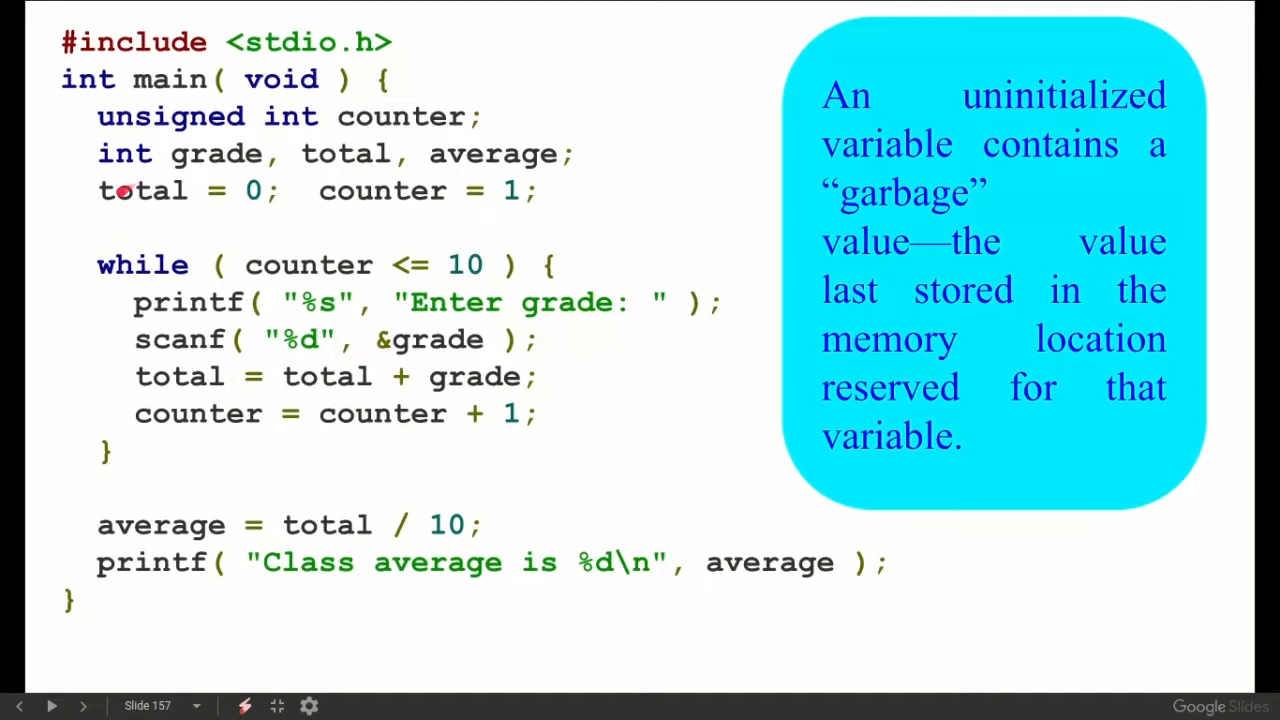 #include <stdio.h>
int main( void ) {
  unsigned int counter;
  int grade, total, average;
  total = 0;  counter = 1;
  while ( counter <= 10 ) {
    printf( "%s", "Enter grade: " );
    scanf( "%d", &grade );
    total = total + grade;
    counter = counter + 1;
  }
  average = total / 10;
  printf( "Class average is %d\n", average );
}
An uninitialized
variable contains a
“garbage”
value—the value
last stored in the
memory location
reserved for that
variable.
Slide 157
Google Slides